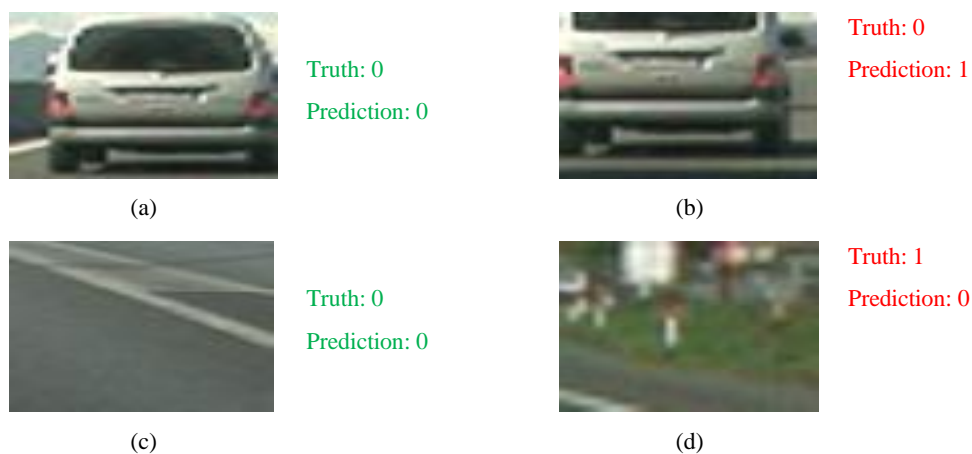 Truth: 0
Prediction: 0
(a)
Truth: 0
Prediction: 1
(b)
Truth: 0
Prediction: 0
(c)
Truth: 1
Prediction: 0
(d)